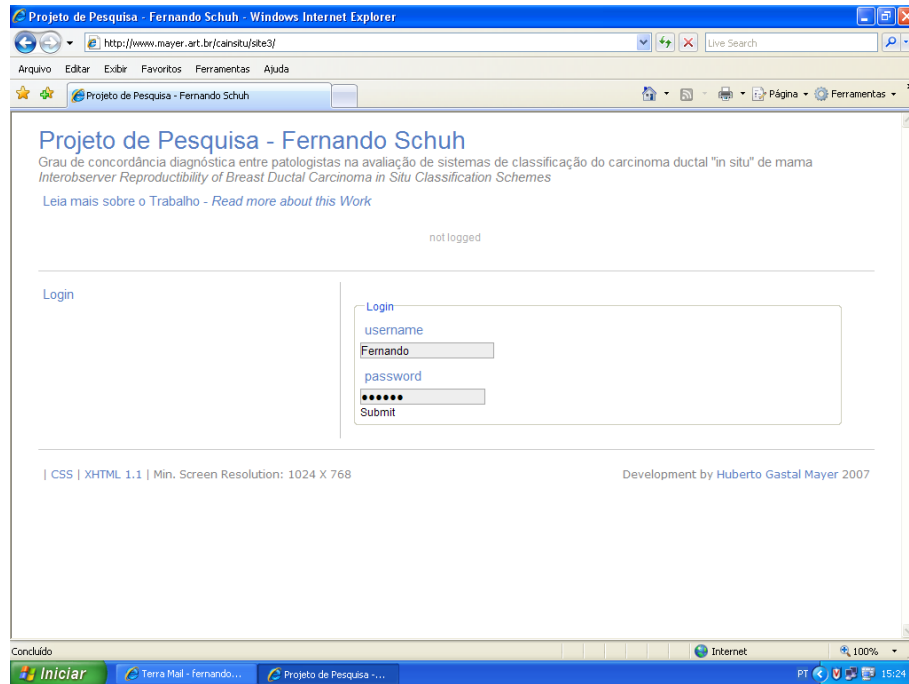 Projeto de Pesquisa - Fernando Schuh - Windows Internet Explorer
http://www.mayer.art.br/cainsitu/site3/
Live Search
Arquivo Editar Exibir Favoritos Ferramentas Ajuda
Projeto de Pesquisa - Fernando Schuh
Página
Ferramentas
Projeto de Pesquisa - Fernando Schuh
Grau de concordância diagnóstica entre patologistas na avaliação de sistemas de classificação do carcinoma ductal "in situ" de mama
Interobserver Reproductibility of Breast Ductal Carcinoma in Situ Classification Schemes
Leia mais sobre o Trabalho - Read more about this Work
not logged
Login
Login
username
Fernando
password
••••••
Submit
| CSS | XHTML 1.1 | Min. Screen Resolution: 1024 X 768
Development by Huberto Gastal Mayer 2007
Concluído
Internet
100%
Iniciar
Terra Mail - fernando...
Projeto de Pesquisa -...
PT
15:24